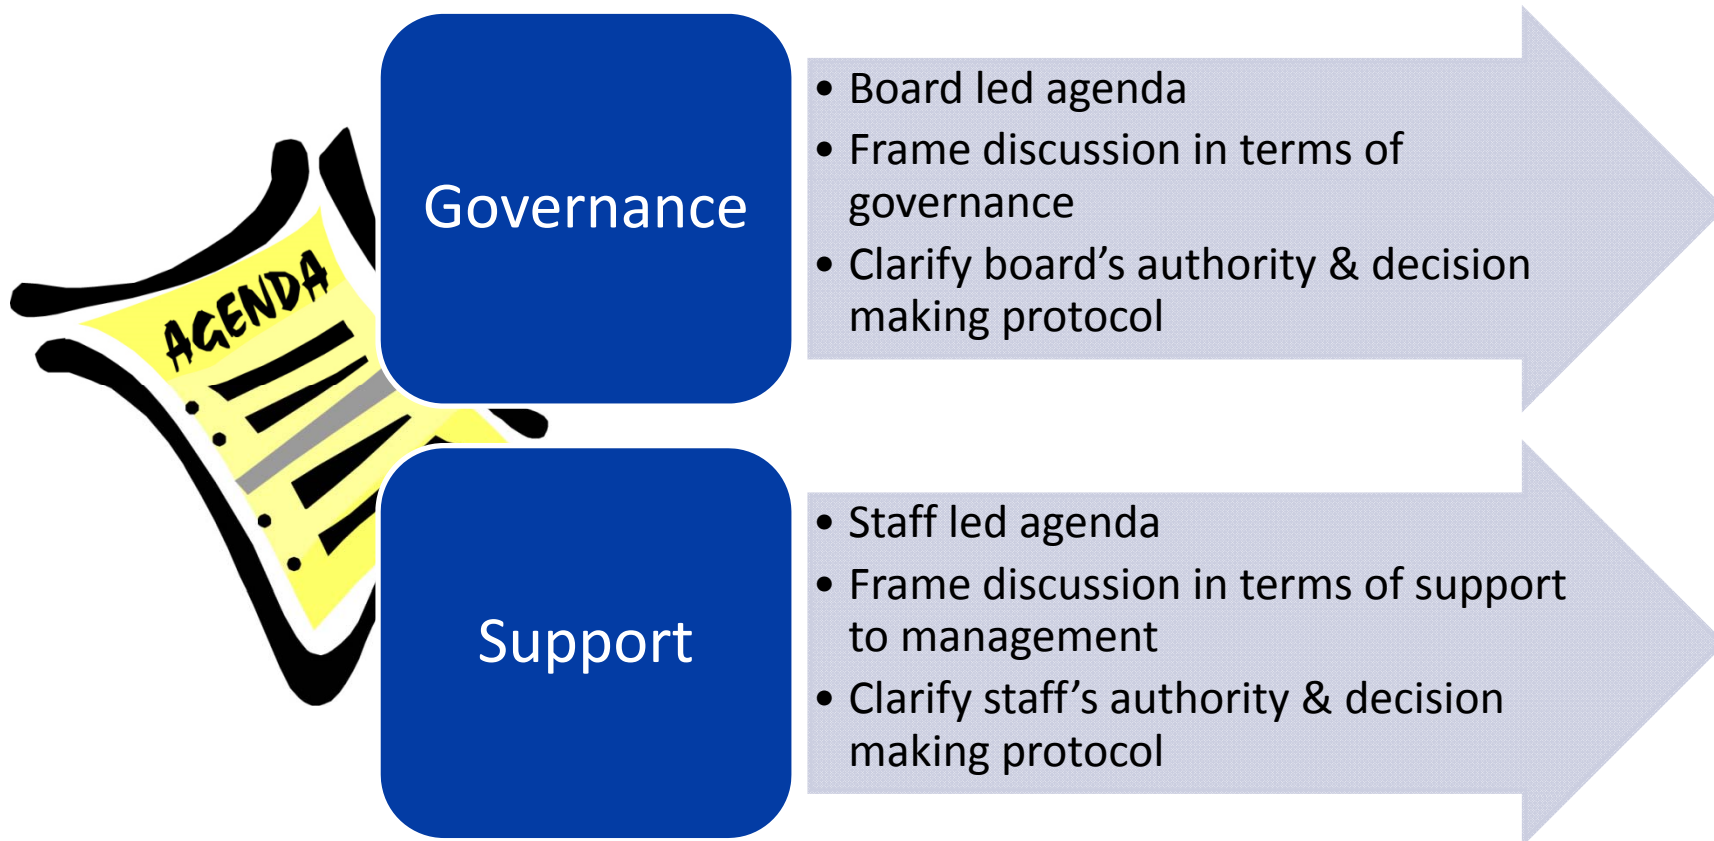 AGENDA
Governance
• Board led agenda
• Frame discussion in terms of
governance
• Clarify board’s authority & decision
making protocol
Support
• Staff led agenda
• Frame discussion in terms of support
to management
• Clarify staff’s authority & decision
making protocol